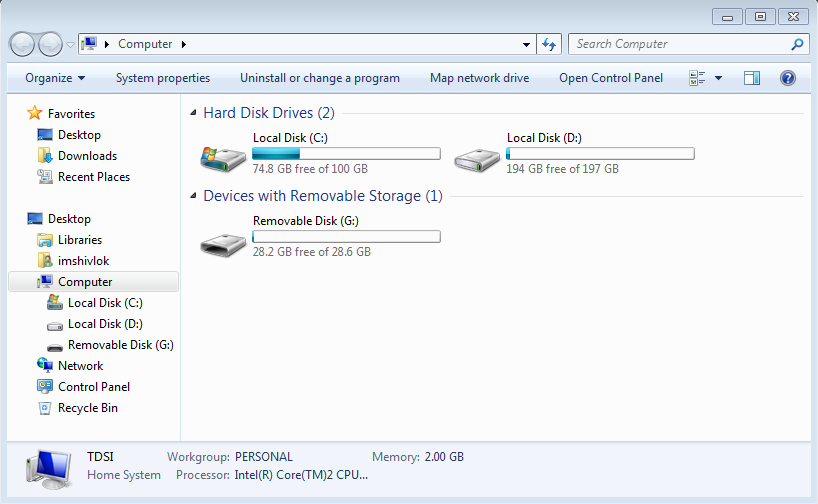 Computer
Search Computer
Organize System properties Uninstall or change a program Map network drive Open Control Panel
Favorites
Desktop
Downloads
Recent Places
Desktop
Libraries
imshivlok
Computer
Local Disk (C:)
Local Disk (D:)
Removable Disk (G:)
Network
Control Panel
Recycle Bin
Hard Disk Drives (2)
Local Disk (C:)
74.8 GB free of 100 GB
Local Disk (D:)
194 GB free of 197 GB
Devices with Removable Storage (1)
Removable Disk (G:)
28.2 GB free of 28.6 GB
TDSI Workgroup: PERSONAL Memory: 2.00 GB
Home System Processor: Intel(R) Core(TM)2 CPU...